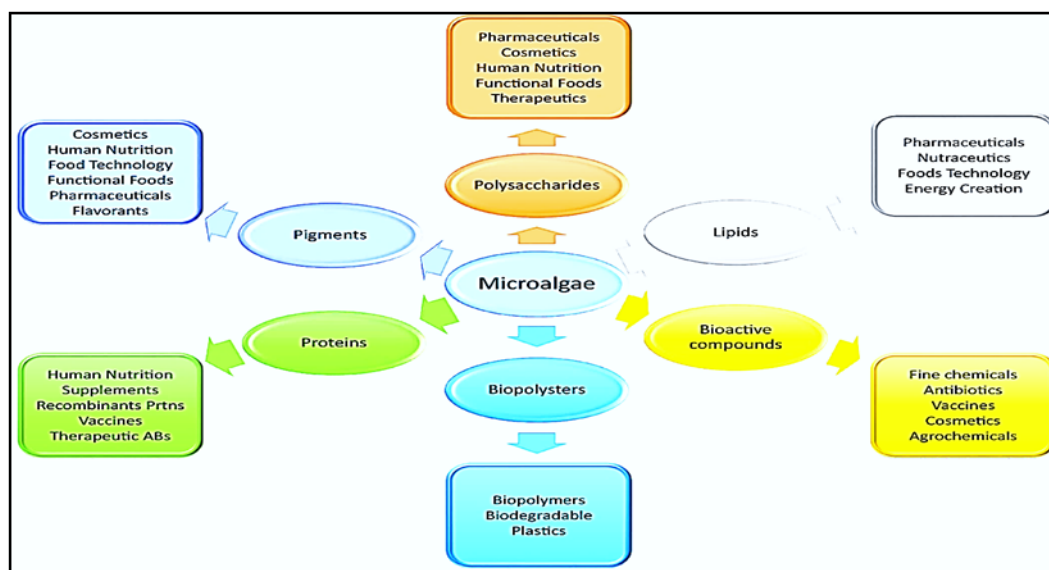 Pharmaceuticals
Cosmetics
Human Nutrition
Functional Foods
Therapeutics
Cosmetics
Human Nutrition
Food Technology
Functional Foods
Pharmaceuticals
Flavorants
Pharmaceuticals
Nutraceutics
Foods Technology
Energy Creation
Polysaccharides
Pigments
Lipids
Microalgae
Proteins
Bioactive
compounds
Biopolysters
Human Nutrition
Supplements
Recombinants Prtns
Vaccines
Therapeutic ABs
Fine chemicals
Antibiotics
Vaccines
Cosmetics
Agrochemicals
Biopolymers
Biodegradable
Plastics